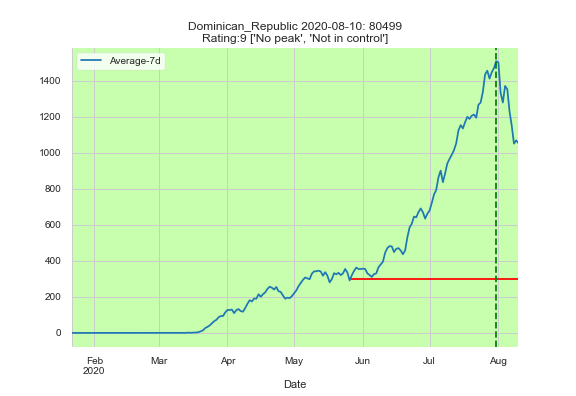 Dominican_Republic 2020-08-10: 80499
Rating:9 ['No peak', 'Not in control']
Average-7d
1400
1200
1000
800
600
400
200
0
Feb Mar Apr May Jun Jul Aug
2020
Date